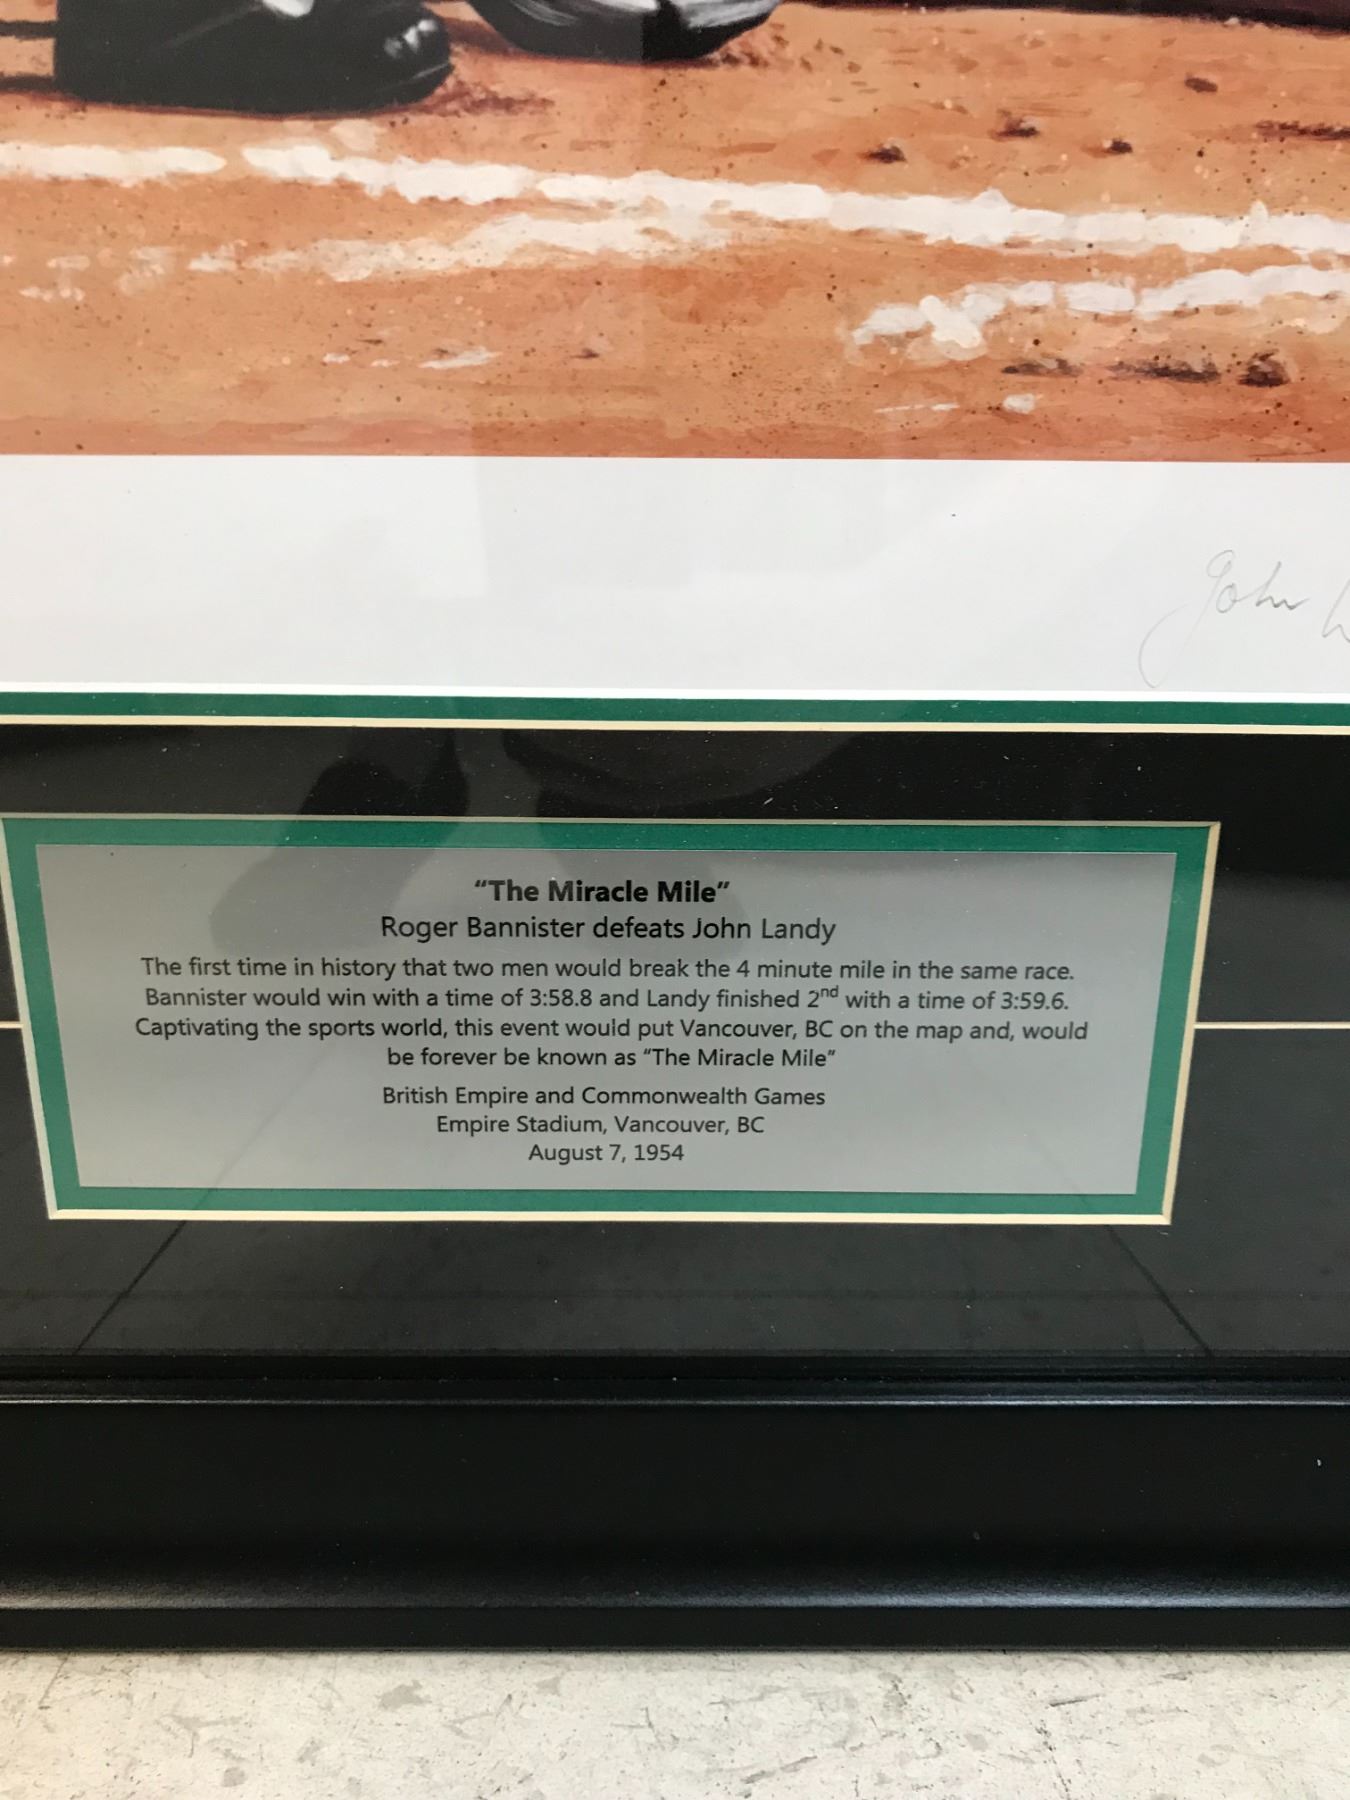 John
"The Miracle Mile"
Roger Bannister defeats John Landy
The first time in history that two men would break the 4 minute mile in the same race.
Bannister would win with a time of 3:58.8 and Landy finished 2nd with a time of 3:59.6.
Captivating the sports world, this event would put Vancouver, BC on the map and, would
be forever be known as "The Miracle Mile"
British Empire and Commonwealth Games
Empire Stadium, Vancouver, BC
August 7, 1954